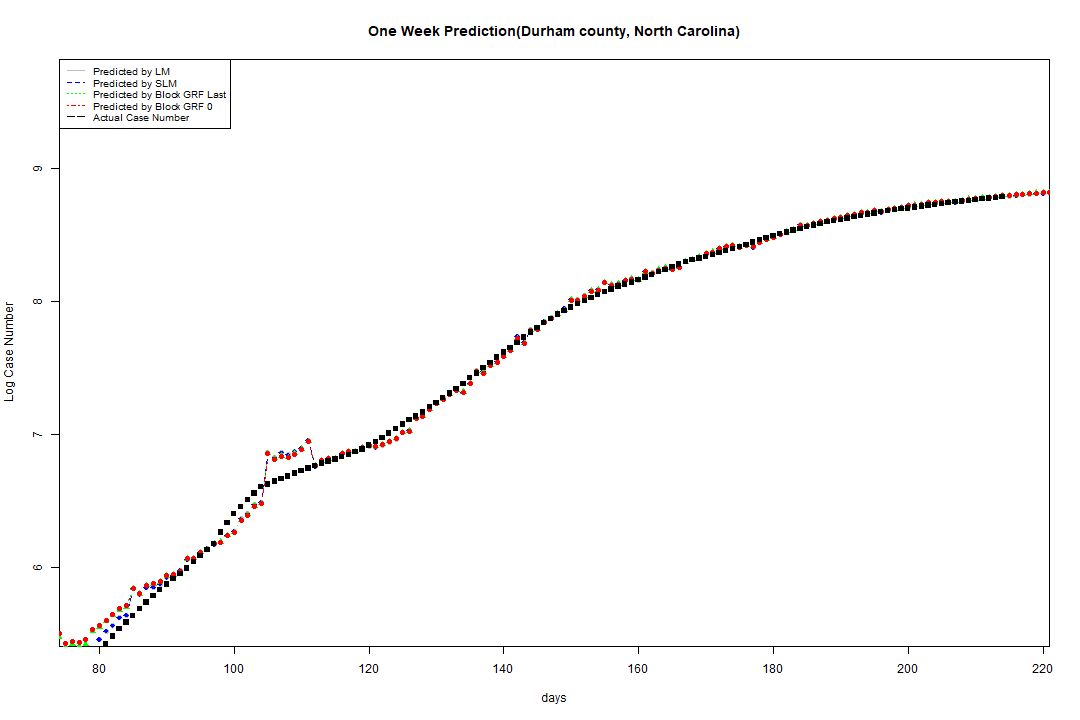 One Week Prediction(Durham county, North Carolina)
Predicted by LM
Predicted by SLM
Predicted by Block GRF Last
Predicted by Block GRF 0
Actual Case Number
9
8
7
6
Log Case Number
80 100 120 140 160 180 200 220
days